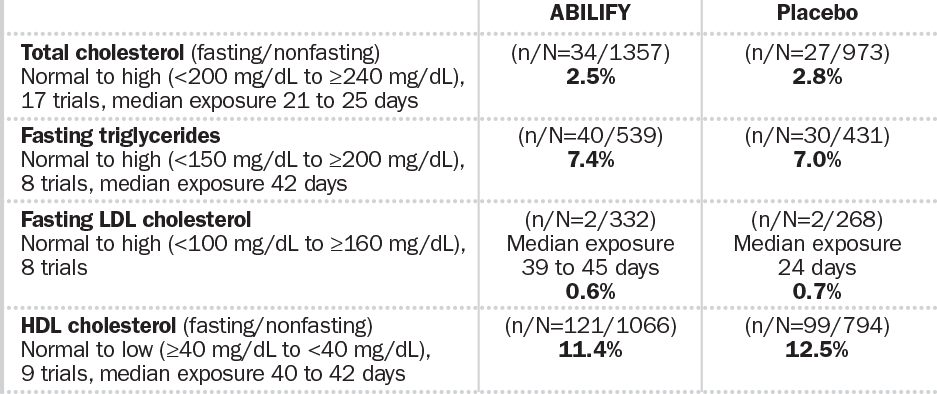 ABILIFY Placebo
Total cholesterol (fasting/nonfasting) (n/N=34/1357) (n/N=27/973)
Normal to high (<200 mg/dL to ≥240 mg/dL), 2.5% 2.8%
17 trials, median exposure 21 to 25 days
Fasting triglycerides (n/N=40/539) (n/N=30/431)
Normal to high (<150 mg/dL to ≥200 mg/dL), 7.4% 7.0%
8 trials, median exposure 42 days
Fasting LDL cholesterol (n/N=2/332) (n/N=2/268)
Normal to high (<100 mg/dL to ≥160 mg/dL), Median exposure Median exposure
8 trials 39 to 45 days 24 days
0.6% 0.7%
HDL cholesterol (fasting/nonfasting) (n/N=121/1066) (n/N=99/794)
Normal to low (≥40 mg/dL to <40 mg/dL), 11.4% 12.5%
9 trials, median exposure 40 to 42 days